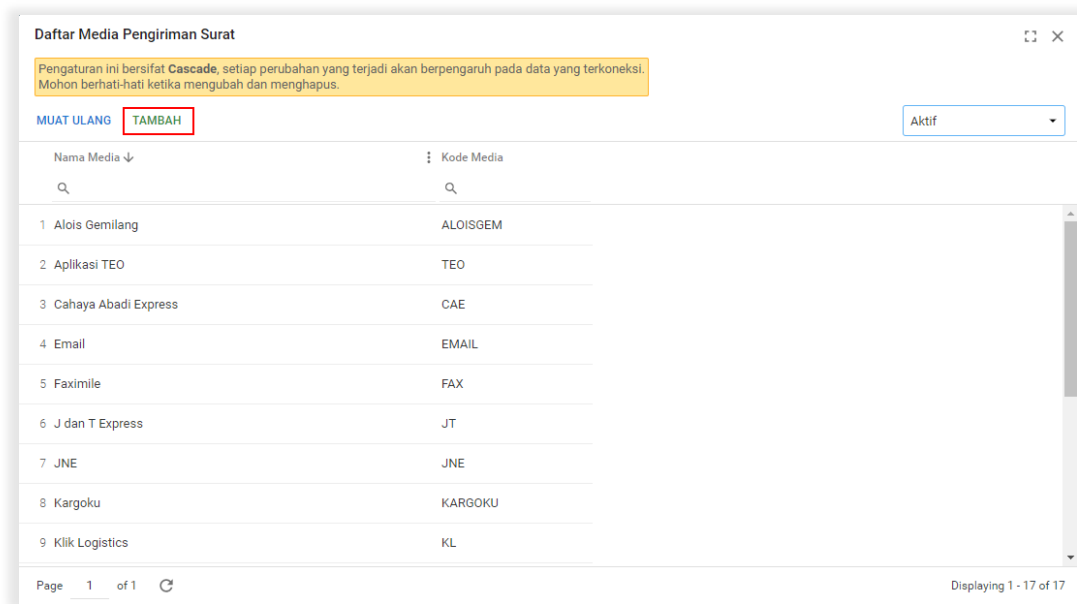 Daftar Media Pengiriman Surat
Pengaturan ini bersifat Cascade, setiap perubahan yang terjadi akan berpengaruh pada data yang terkoneksi.
Mohon berhati-hati ketika mengubah dan menghapus.
MUAT ULANG TAMBAH Aktif
Nama Media Kode Media
1 Alois Gemilang ALOISGEM
2 Aplikasi TEO TEO
3 Cahaya Abadi Express CAE
4 Email EMAIL
5 Faximile FAX
6 J dan T Express JT
7 JNE JNE
8 Kargoku KARGOKU
9 Klik Logistics KL
Page 1 of 1 Displaying 1 - 17 of 17